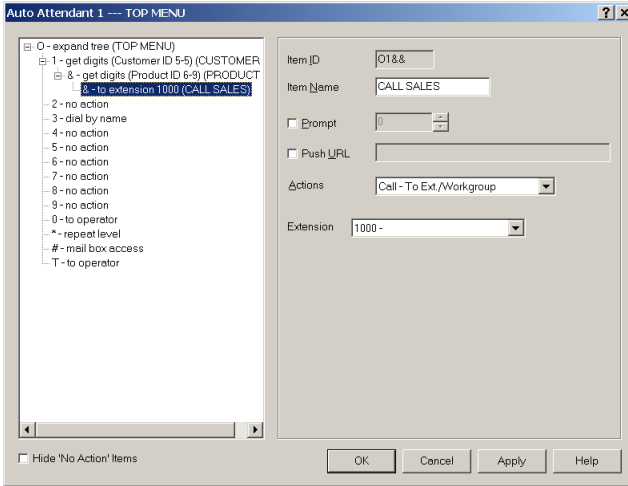 Auto Attendant 1 --- TOP MENU
O - expand tree (TOP MENU)
1 - get digits (Customer ID 5-5) (CUSTOMER
& - get digits (Product ID 6-9) (PRODUCT
& - to extension 1000 (CALL SALES)
2 - no action
3 - dial by name
4 - no action
5 - no action
6 - no action
7 - no action
8 - no action
9 - no action
0 - to operator
* - repeat level
# - mail box access
T - to operator
Hide 'No Action' Items
Item ID O1&&
Item Name CALL SALES
Prompt 0
Push URL
Actions Call - To Ext./Workgroup
Extension 1000 -
OK Cancel Apply Help